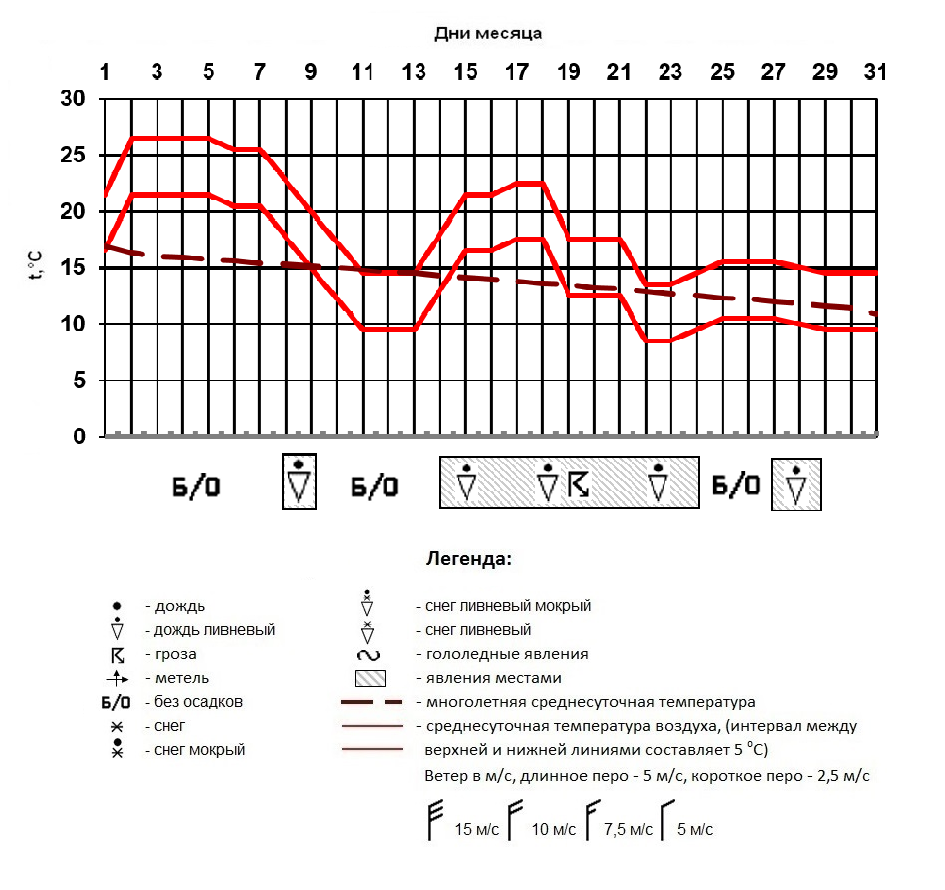 Дни месяца
1 3 5 7 9 11 13 15 17 19 21 23 25 27 29 31
30
25
20
15
10
5
0
t,°C
Б/О Б/О Б/О
Легенда:
- дождь
- дождь ливневый
- гроза
- метель
Б/О - без осадков
- снег
- снег мокрый
- снег ливневый мокрый
- снег ливневый
- гололедные явления
- явления местами
- многолетняя среднесуточная температура
- среднесуточная температура воздуха, (интервал между
верхней и нижней линиями составляет 5 °С)
Ветер в м/с, длинное перо - 5 м/с, короткое перо - 2,5 м/с
15 м/с 10 м/с 7,5 м/с 5 м/с